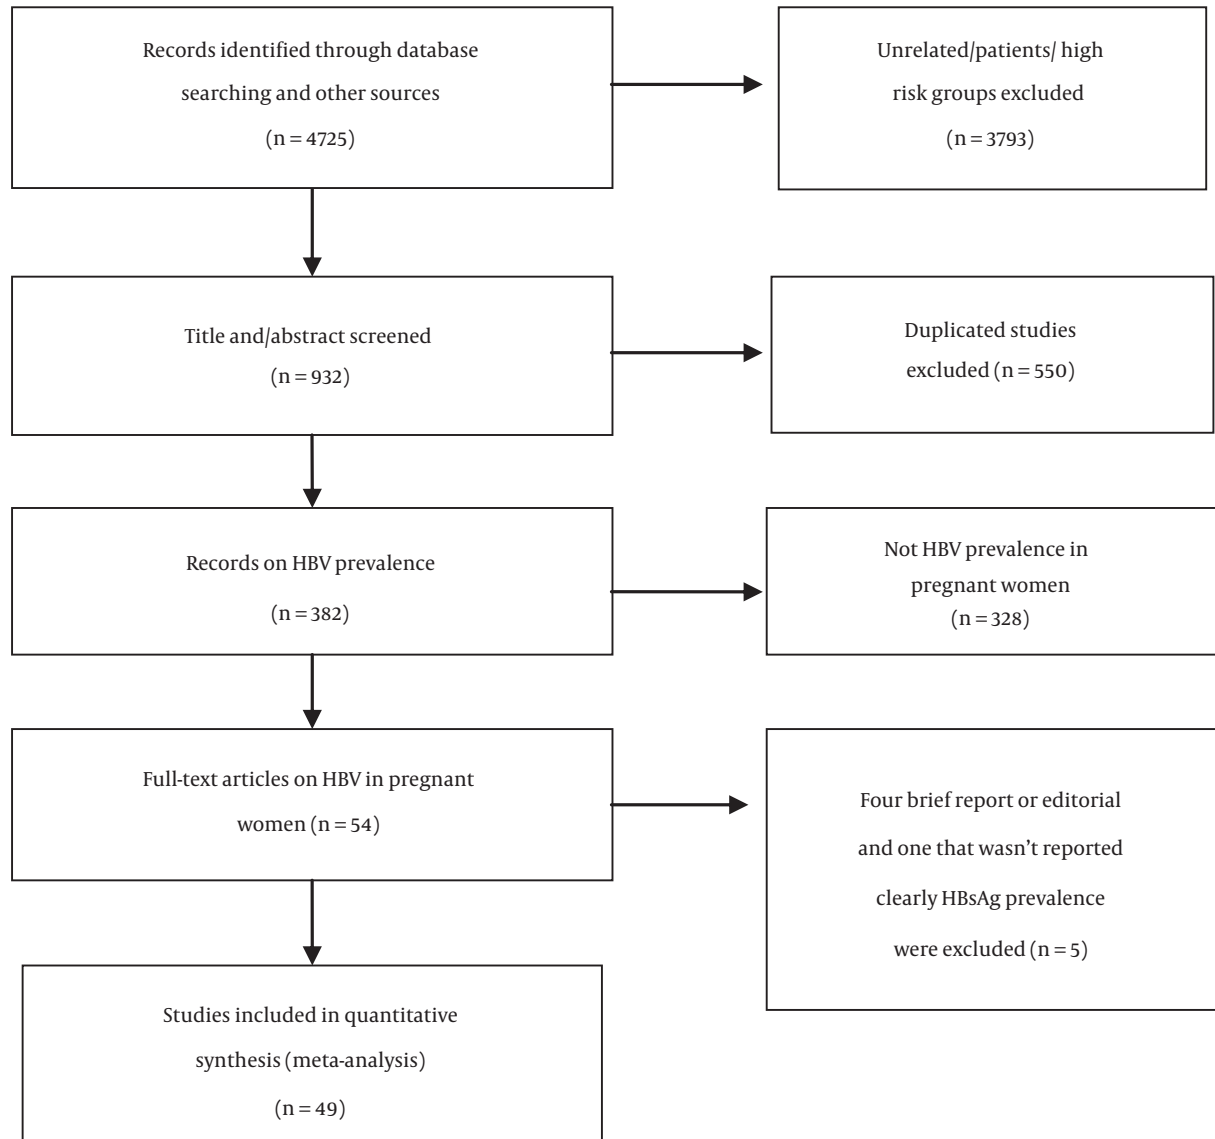 Records identified through database
searching and other sources
(n = 4725)
Unrelated/patients/ high
risk groups excluded
(n = 3793)
Title and/abstract screened
(n = 932)
Duplicated studies
excluded (n = 550)
Records on HBV prevalence
(n = 382)
Not HBV prevalence in
pregnant women
(n = 328)
Full-text articles on HBV in pregnant
women (n = 54)
Four brief report or editorial
and one that wasn't reported
clearly HBsAg prevalence
were excluded (n = 5)
Studies included in quantitative
synthesis (meta-analysis)
(n = 49)